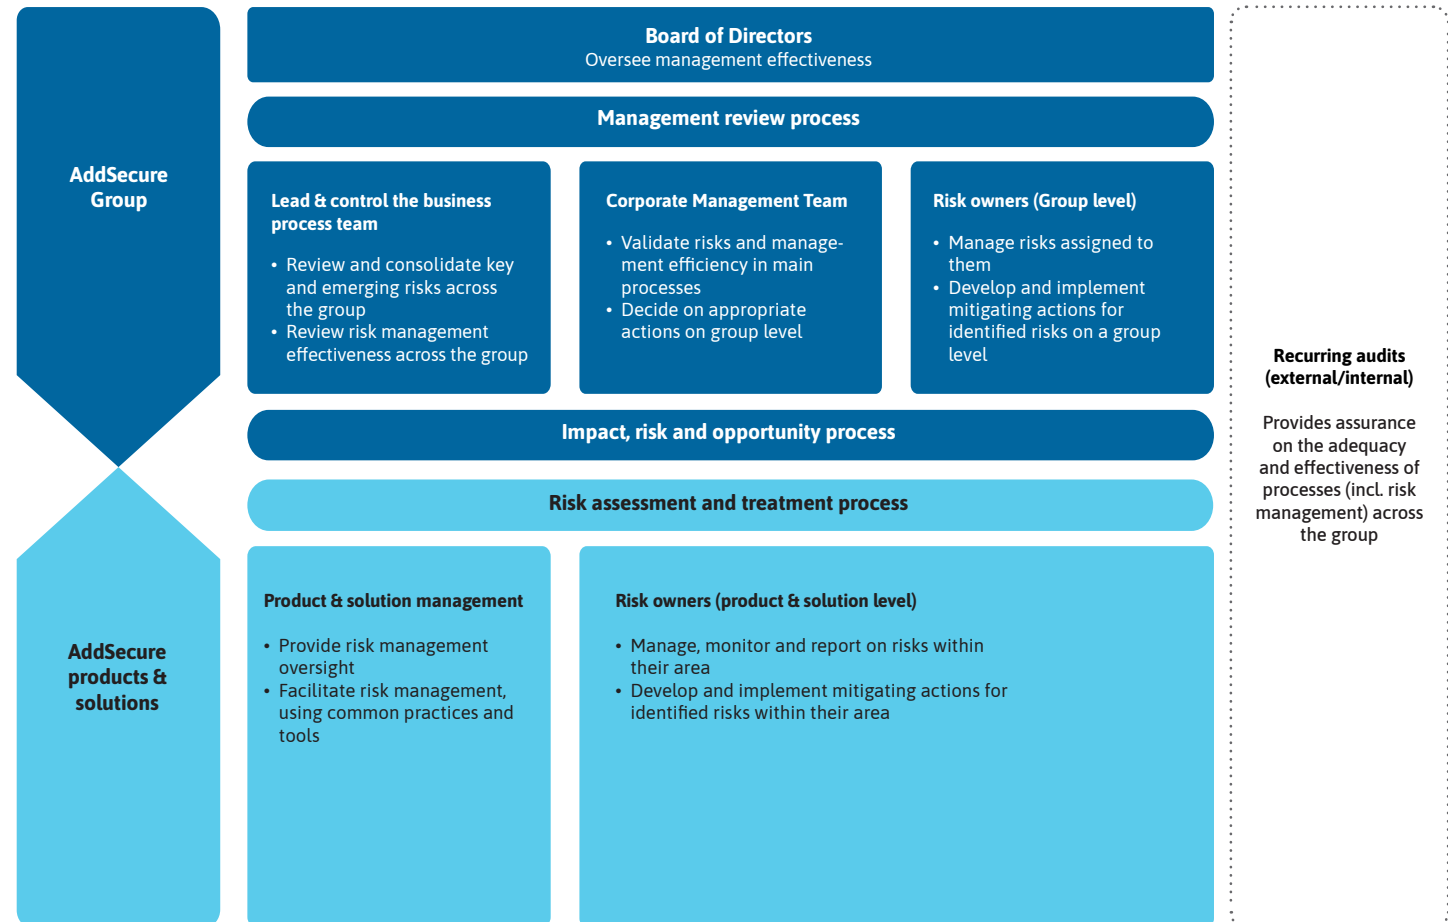 AddSecure
Group
Board of Directors
Oversee management effectiveness
Management review process
Lead & control the business
process team
• Review and consolidate key
and emerging risks across
the group
• Review risk management
effectiveness across the group
Corporate Management Team
• Validate risks and manage-
ment efficiency in main
processes
• Decide on appropriate
actions on group level
Risk owners (Group level)
• Manage risks assigned to
them
• Develop and implement
mitigating actions for
identified risks on a group
level
Impact, risk and opportunity process
Risk assessment and treatment process
AddSecure
products &
solutions
Product & solution management
• Provide risk management
oversight
• Facilitate risk management,
using common practices and
tools
Risk owners (product & solution level)
• Manage, monitor and report on risks within
their area
• Develop and implement mitigating actions for
identified risks within their area
Recurring audits
(external/internal)
Provides assurance
on the adequacy
and effectiveness of
processes (incl. risk
management) across
the group